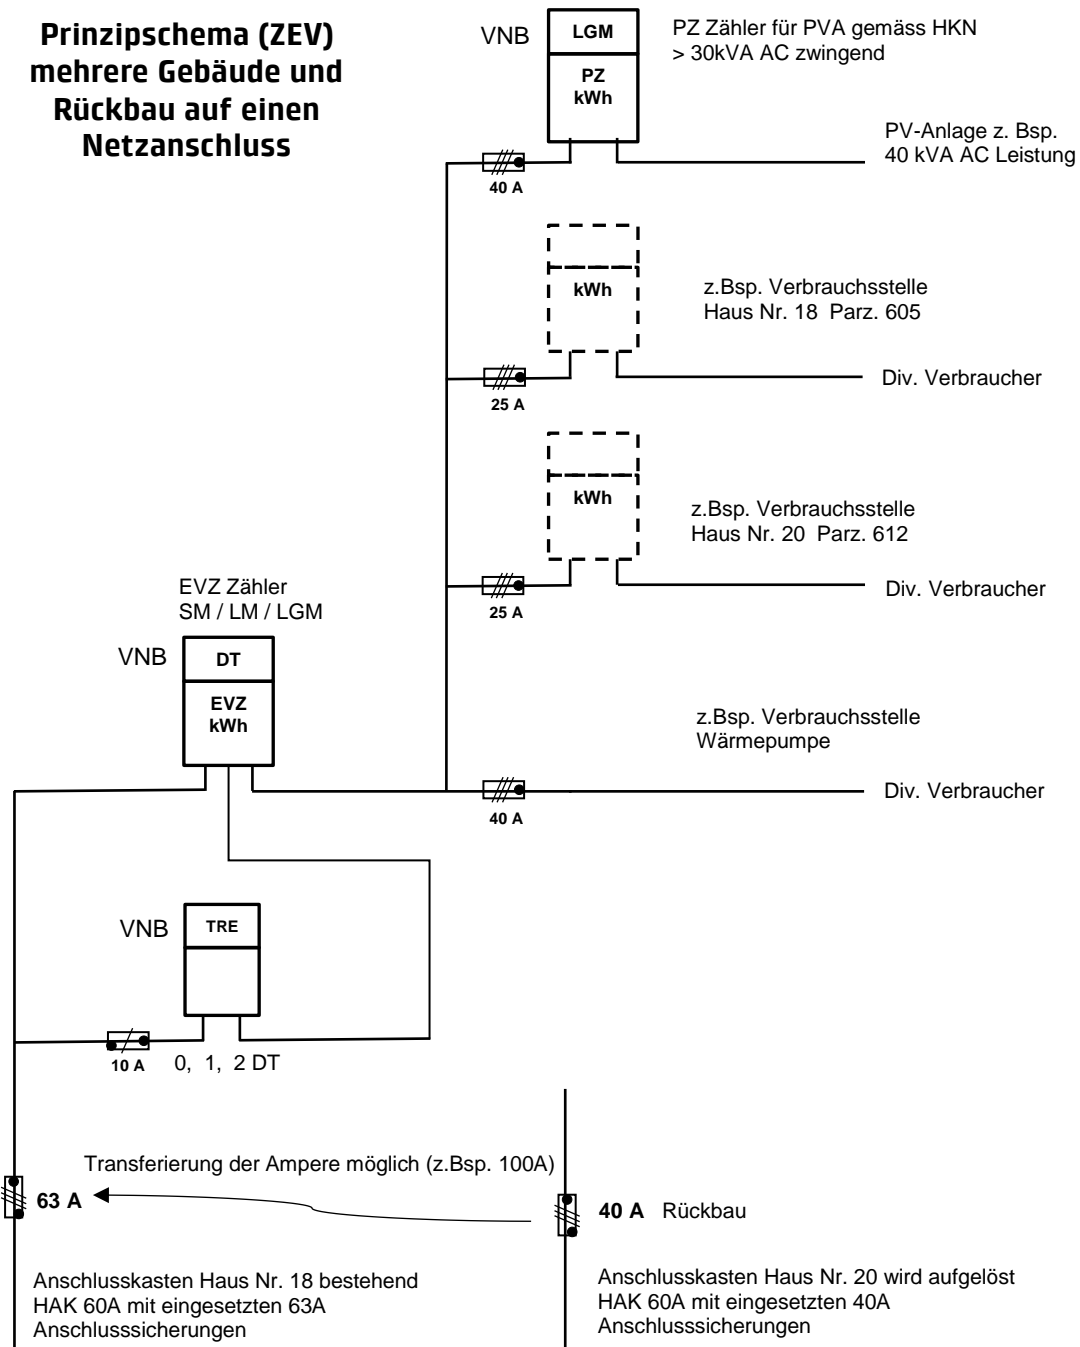 Prinzipschema (ZEV)
mehrere Gebäude und
Rückbau auf einen
Netzanschluss
VNB
LGM
PZ
kWh
PZ Zähler für PVA gemäss HKN
> 30kVA AC zwingend
PV-Anlage z. Bsp.
40 kVA AC Leistung
40 A
kWh
z.Bsp. Verbrauchsstelle
Haus Nr. 18 Parz. 605
Div. Verbraucher
25 A
kWh
z.Bsp. Verbrauchsstelle
Haus Nr. 20 Parz. 612
Div. Verbraucher
25 A
EVZ Zähler
SM / LM / LGM
VNB
DT
EVZ
kWh
z.Bsp. Verbrauchsstelle
Wärmepumpe
Div. Verbraucher
40 A
VNB
TRE
10 A
0, 1, 2 DT
Transferierung der Ampere möglich (z.Bsp. 100A)
63 A
40 A Rückbau
Anschlusskasten Haus Nr. 18 bestehend
HAK 60A mit eingesetzten 63A
Anschlusssicherungen
Anschlusskasten Haus Nr. 20 wird aufgelöst
HAK 60A mit eingesetzten 40A
Anschlusssicherungen